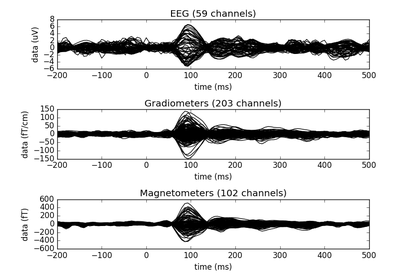 EEG (59 channels)
8
6
4
2
0
−2
−4
−6
data (uV)
−200 −100 0 100 200 300 400 500
time (ms)
Gradiometers (203 channels)
150
100
50
0
−50
−100
−150
data (fT/cm)
−200 −100 0 100 200 300 400 500
time (ms)
Magnetometers (102 channels)
600
400
200
0
−200
−400
−600
data (fT)
−200 −100 0 100 200 300 400 500
time (ms)